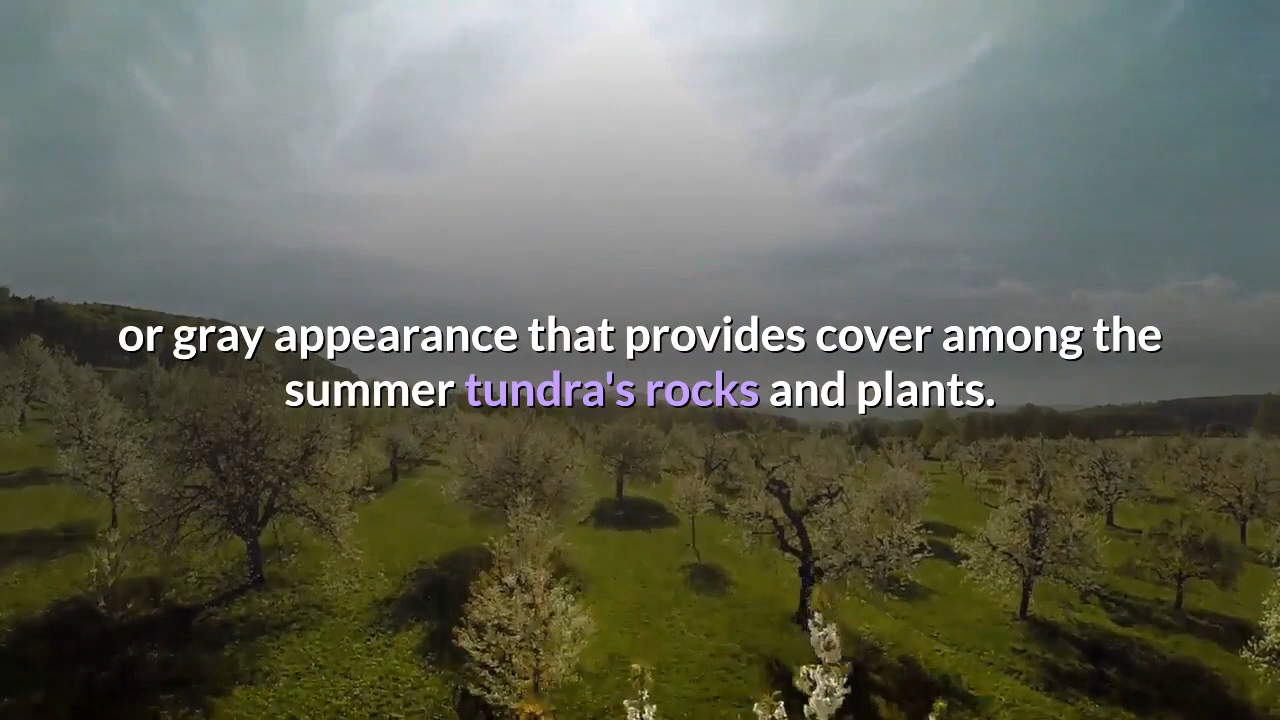 or gray appearance that provides cover among the
summer tundra's rocks and plants.